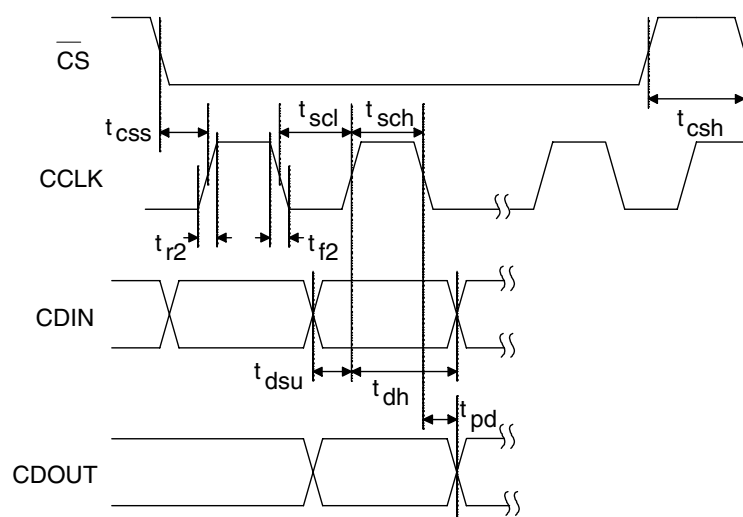 CS
t css
t scl
t sch
t csh
CCLK
t r2
t f2
CDIN
t dsu
t dh
t pd
CDOUT